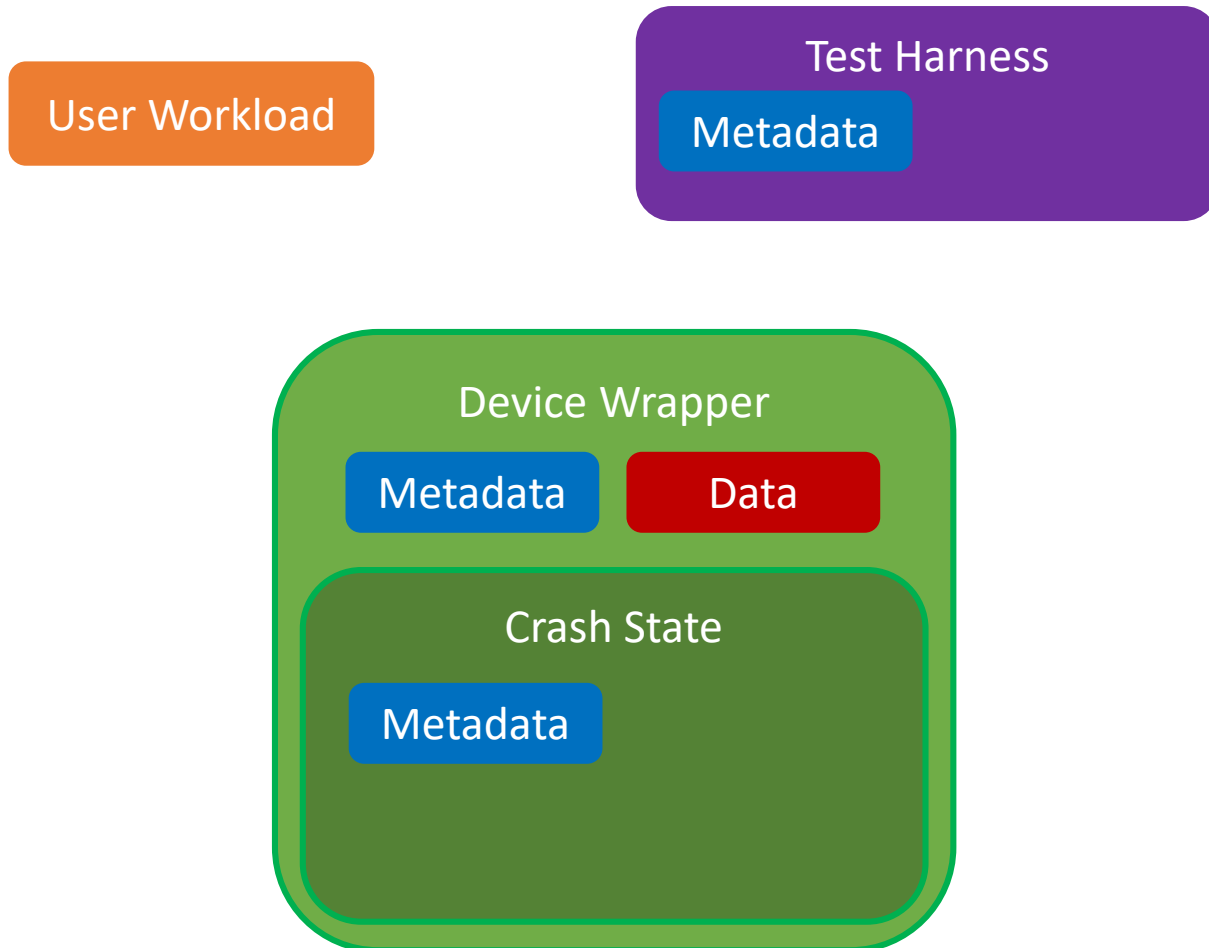 User Workload
Test Harness
Metadata
Device Wrapper
Metadata
Data
Crash State
Metadata